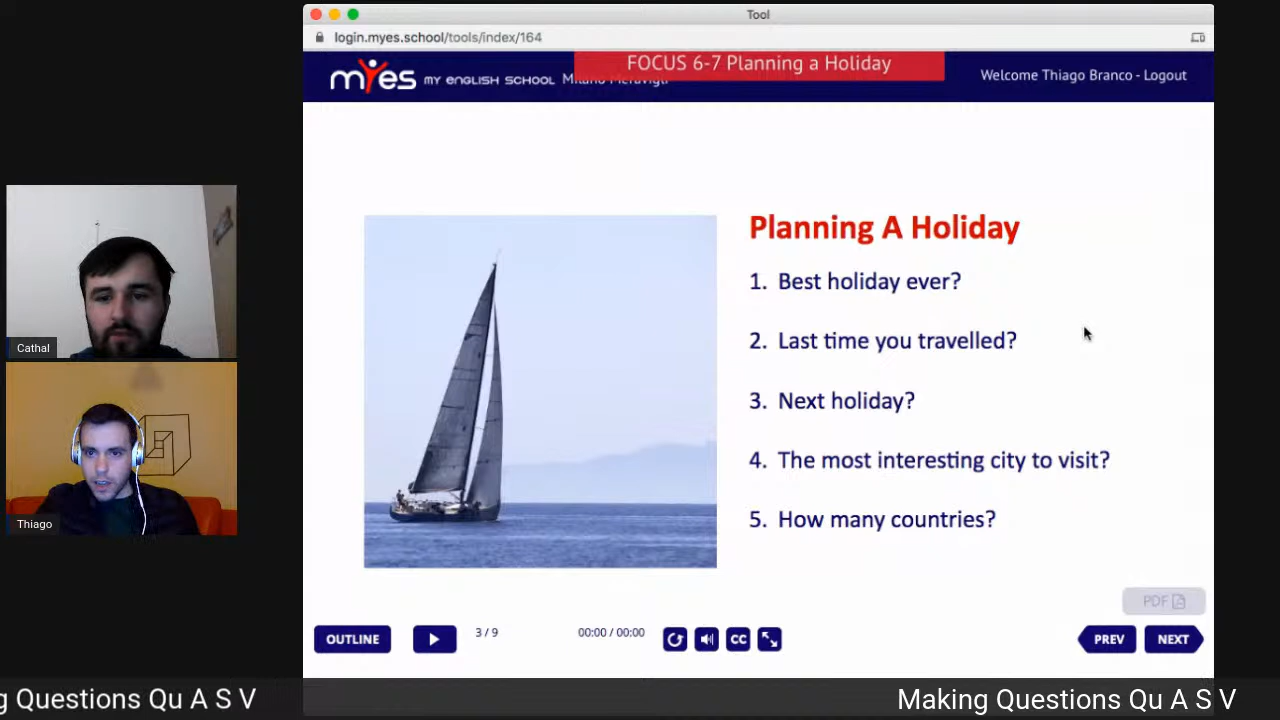 Tool
login.myes.school/tools/index/164
FOCUS 6-7 Planning a Holiday
myes MY ENGLISH SCHOOL Milano Meravigli
Welcome Thiago Branco - Logout
Cathal
Thiago
Planning A Holiday
1. Best holiday ever?
2. Last time you travelled?
3. Next holiday?
4. The most interesting city to visit?
5. How many countries?
PDF
OUTLINE
3 / 9
00:00 / 00:00
CC
PREV
NEXT
g Questions Qu A S V
Making Questions Qu A S V